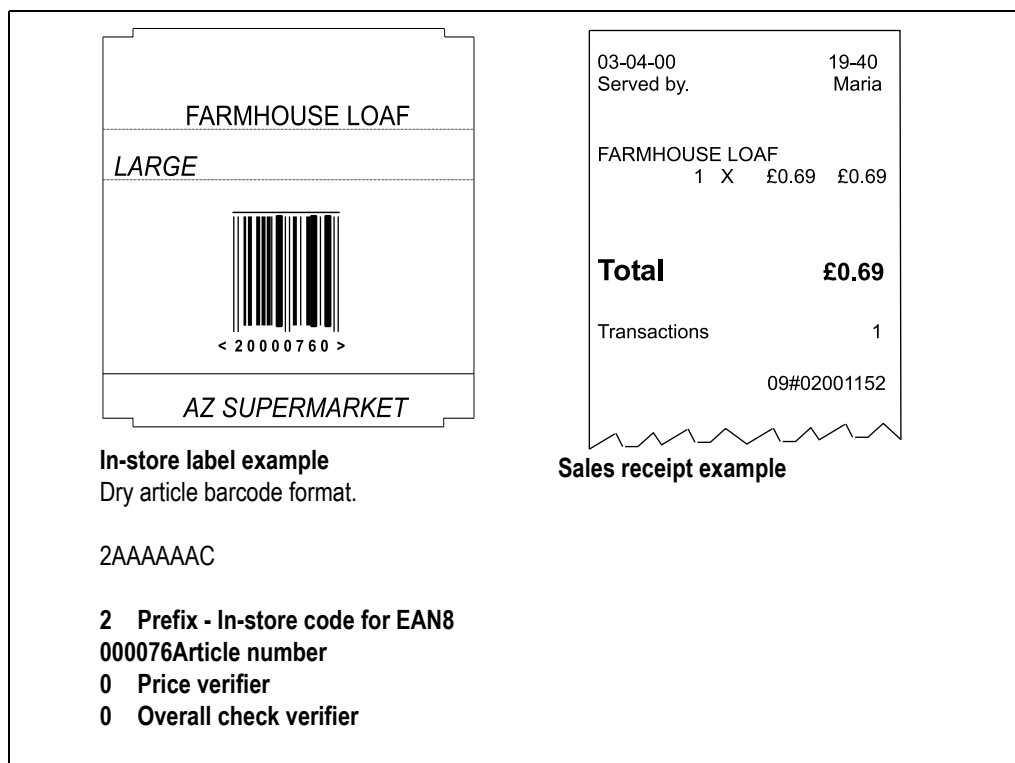 FARMHOUSE LOAF
LARGE
< 20000760 >
AZ SUPERMARKET
In-store label example
Dry article barcode format.
2AAAAAAC
2 Prefix - In-store code for EAN8
000076Article number
0 Price verifier
0 Overall check verifier
03-04-00 19-40
Served by. Maria
FARMHOUSE LOAF
1 X £0.69 £0.69
Total £0.69
Transactions 1
09#02001152
Sales receipt example